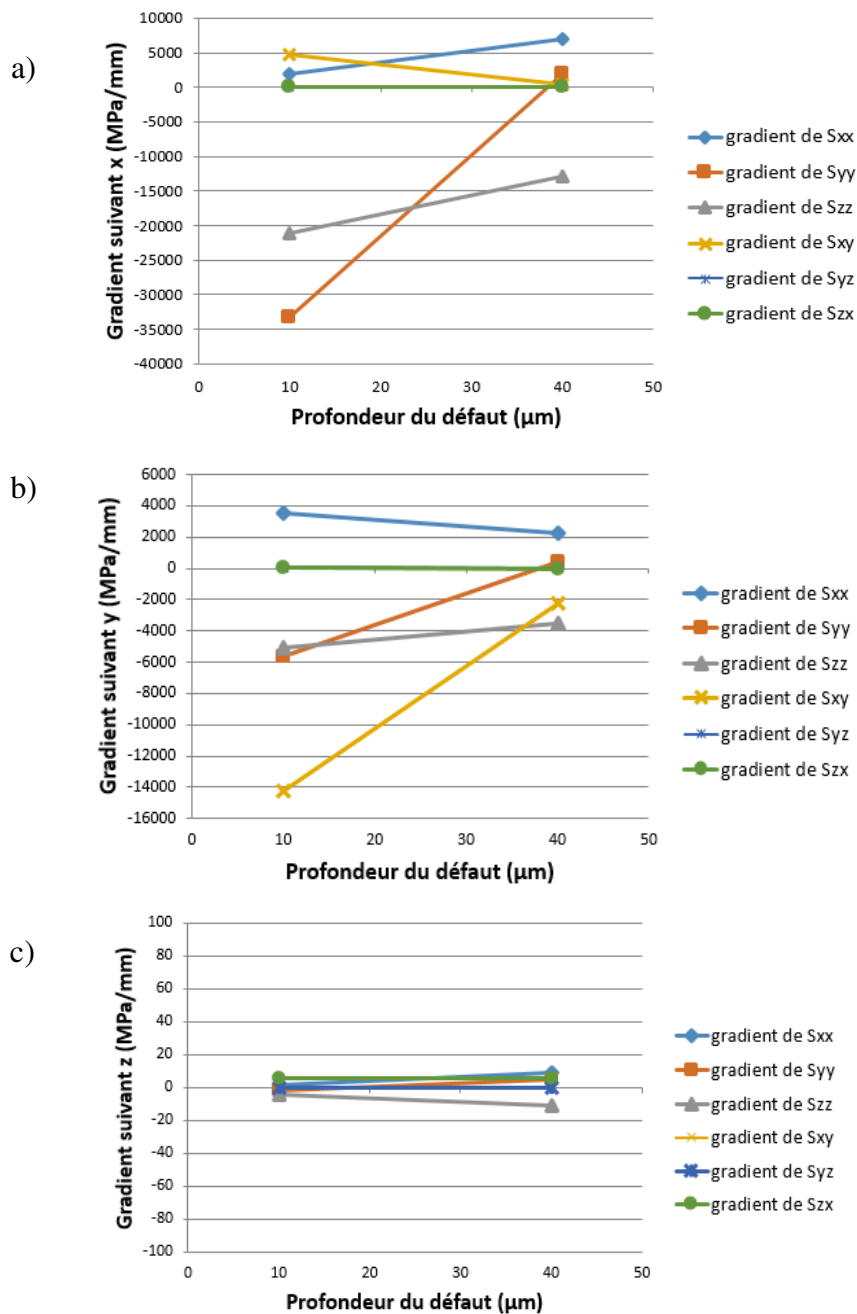 a)
Gradient suivant x (MPa/mm)
10000
5000
0
-5000
-10000
-15000
-20000
-25000
-30000
-35000
-40000
0 10 20 30 40 50
Profondeur du défaut (µm)
gradient de Sxx
gradient de Syy
gradient de Szz
gradient de Sxy
gradient de Syz
gradient de Szx
b)
Gradient suivant y (MPa/mm)
6000
4000
2000
0
-2000
-4000
-6000
-8000
-10000
-12000
-14000
-16000
0 10 20 30 40 50
Profondeur du défaut (µm)
gradient de Sxx
gradient de Syy
gradient de Szz
gradient de Sxy
gradient de Syz
gradient de Szx
c)
Gradient suivant z (MPa/mm)
100
80
60
40
20
0
-20
-40
-60
-80
-100
0 10 20 30 40 50
Profondeur du défaut (µm)
gradient de Sxx
gradient de Syy
gradient de Szz
gradient de Sxy
gradient de Syz
gradient de Szx